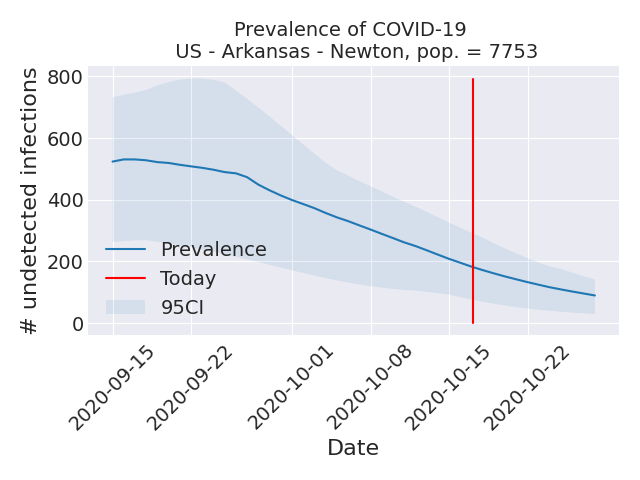 Prevalence of COVID-19
US - Arkansas - Newton, pop. = 7753
# undetected infections
800
600
400
200
0
Prevalence
Today
95CI
2020-09-15
2020-09-22
2020-10-01
2020-10-08
2020-10-15
2020-10-22
Date